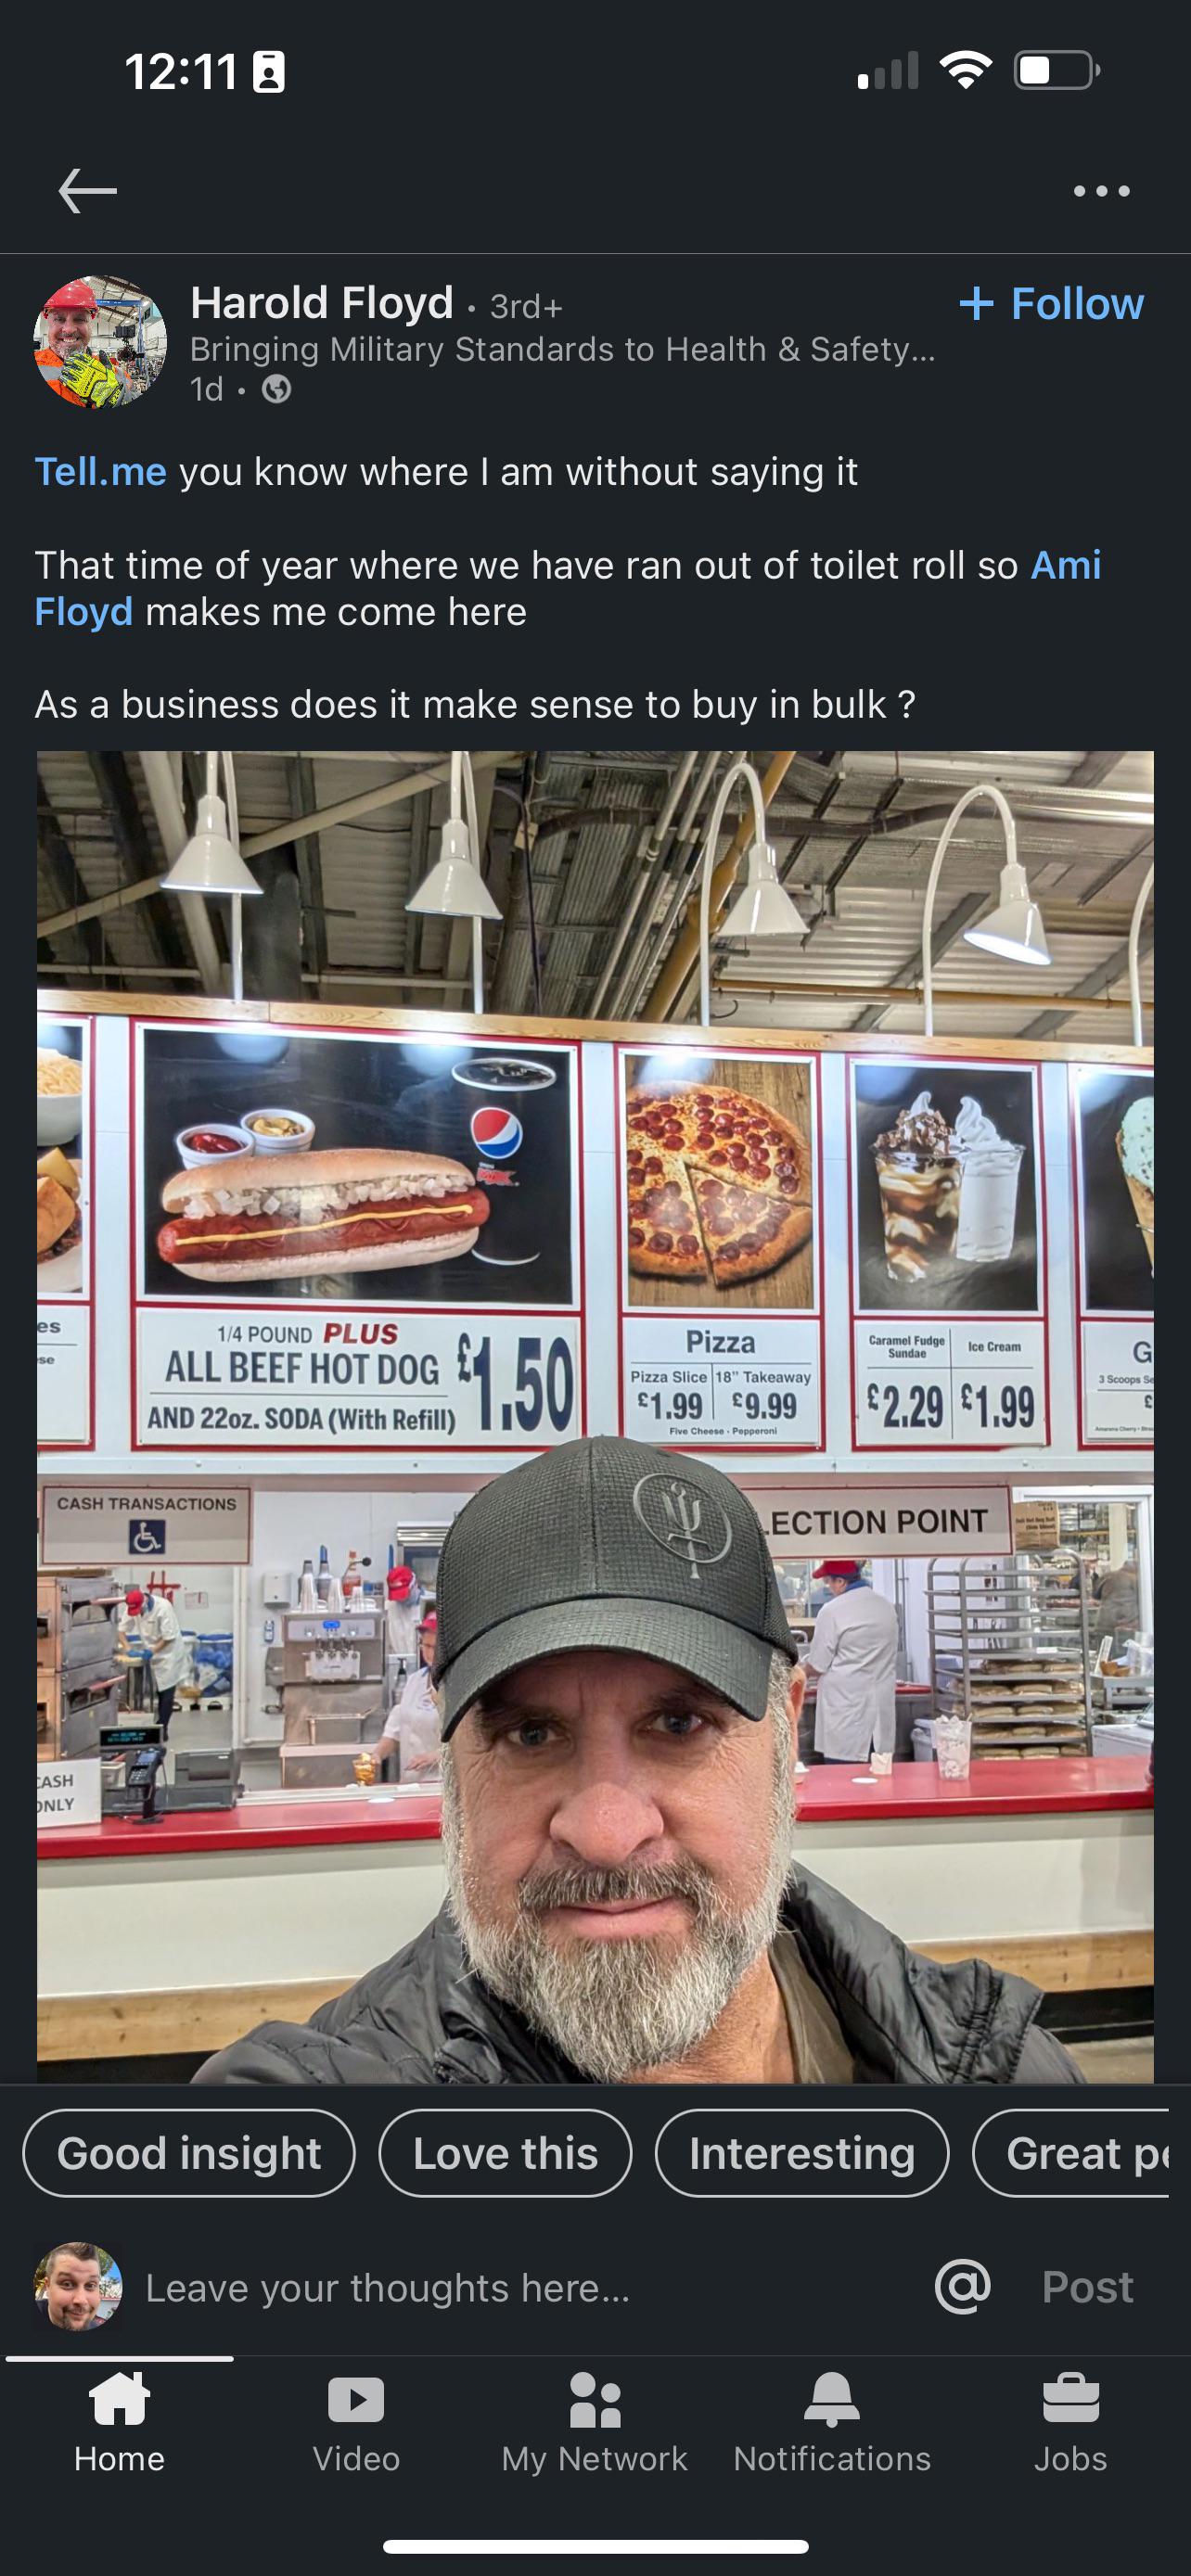 12:11
Harold Floyd • 3rd+
+ Follow
Bringing Military Standards to Health & Safety...
1d •
Tell.me you know where I am without saying it
That time of year where we have ran out of toilet roll so Ami
Floyd makes me come here
As a business does it make sense to buy in bulk ?
es
se
1/4 POUND PLUS
ALL BEEF HOT DOG
AND 22oz. SODA (With Refill)
£1.50
Pizza
Pizza Slice
18" Takeaway
£1.99
£9.99
Five Cheese - Pepperoni
Caramel Fudge
Sundae
Ice Cream
£2.29
£1.99
G
3 Scoops Se
£
CASH TRANSACTIONS
LECTION POINT
CASH
ONLY
Good insight
Love this
Interesting
Great pe
Leave your thoughts here...
@
Post
Home
Video
My Network
Notifications
Jobs